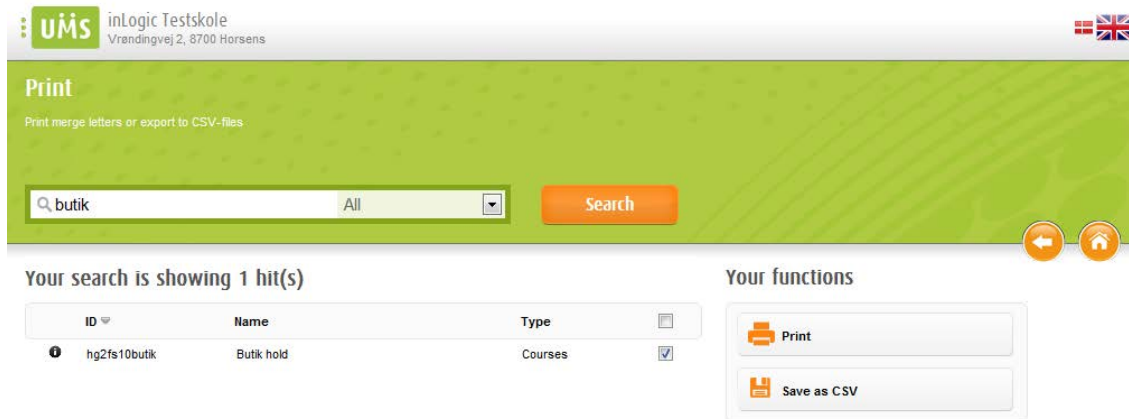 UMS
inLogic Testskole
Vrøndingvej 2, 8700 Horsens
Print
Print merge letters or export to CSV-files
butik All Search
Your search is showing 1 hit(s)
ID Name Type
hg2fs10butik Butik hold Courses
Your functions
Print
Save as CSV